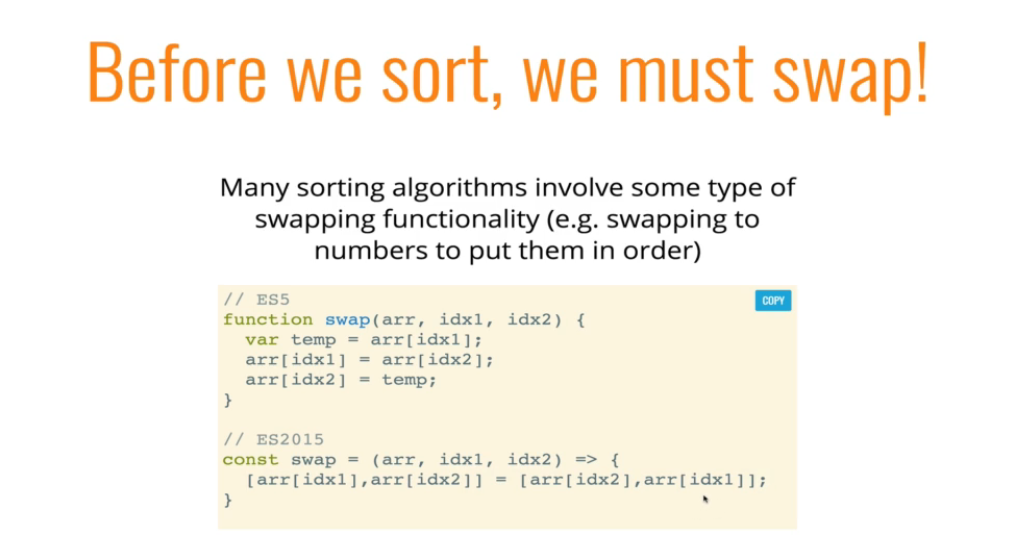 Before we sort, we must swap!
Many sorting algorithms involve some type of
swapping functionality (e.g. swapping to
numbers to put them in order)
COPY
// ES5
function swap(arr, idx1, idx2) {
  var temp = arr[idx1];
  arr[idx1] = arr[idx2];
  arr[idx2] = temp;
}
// ES2015
const swap = (arr, idx1, idx2) => {
  [arr[idx1],arr[idx2]] = [arr[idx2],arr[idx1]];
}